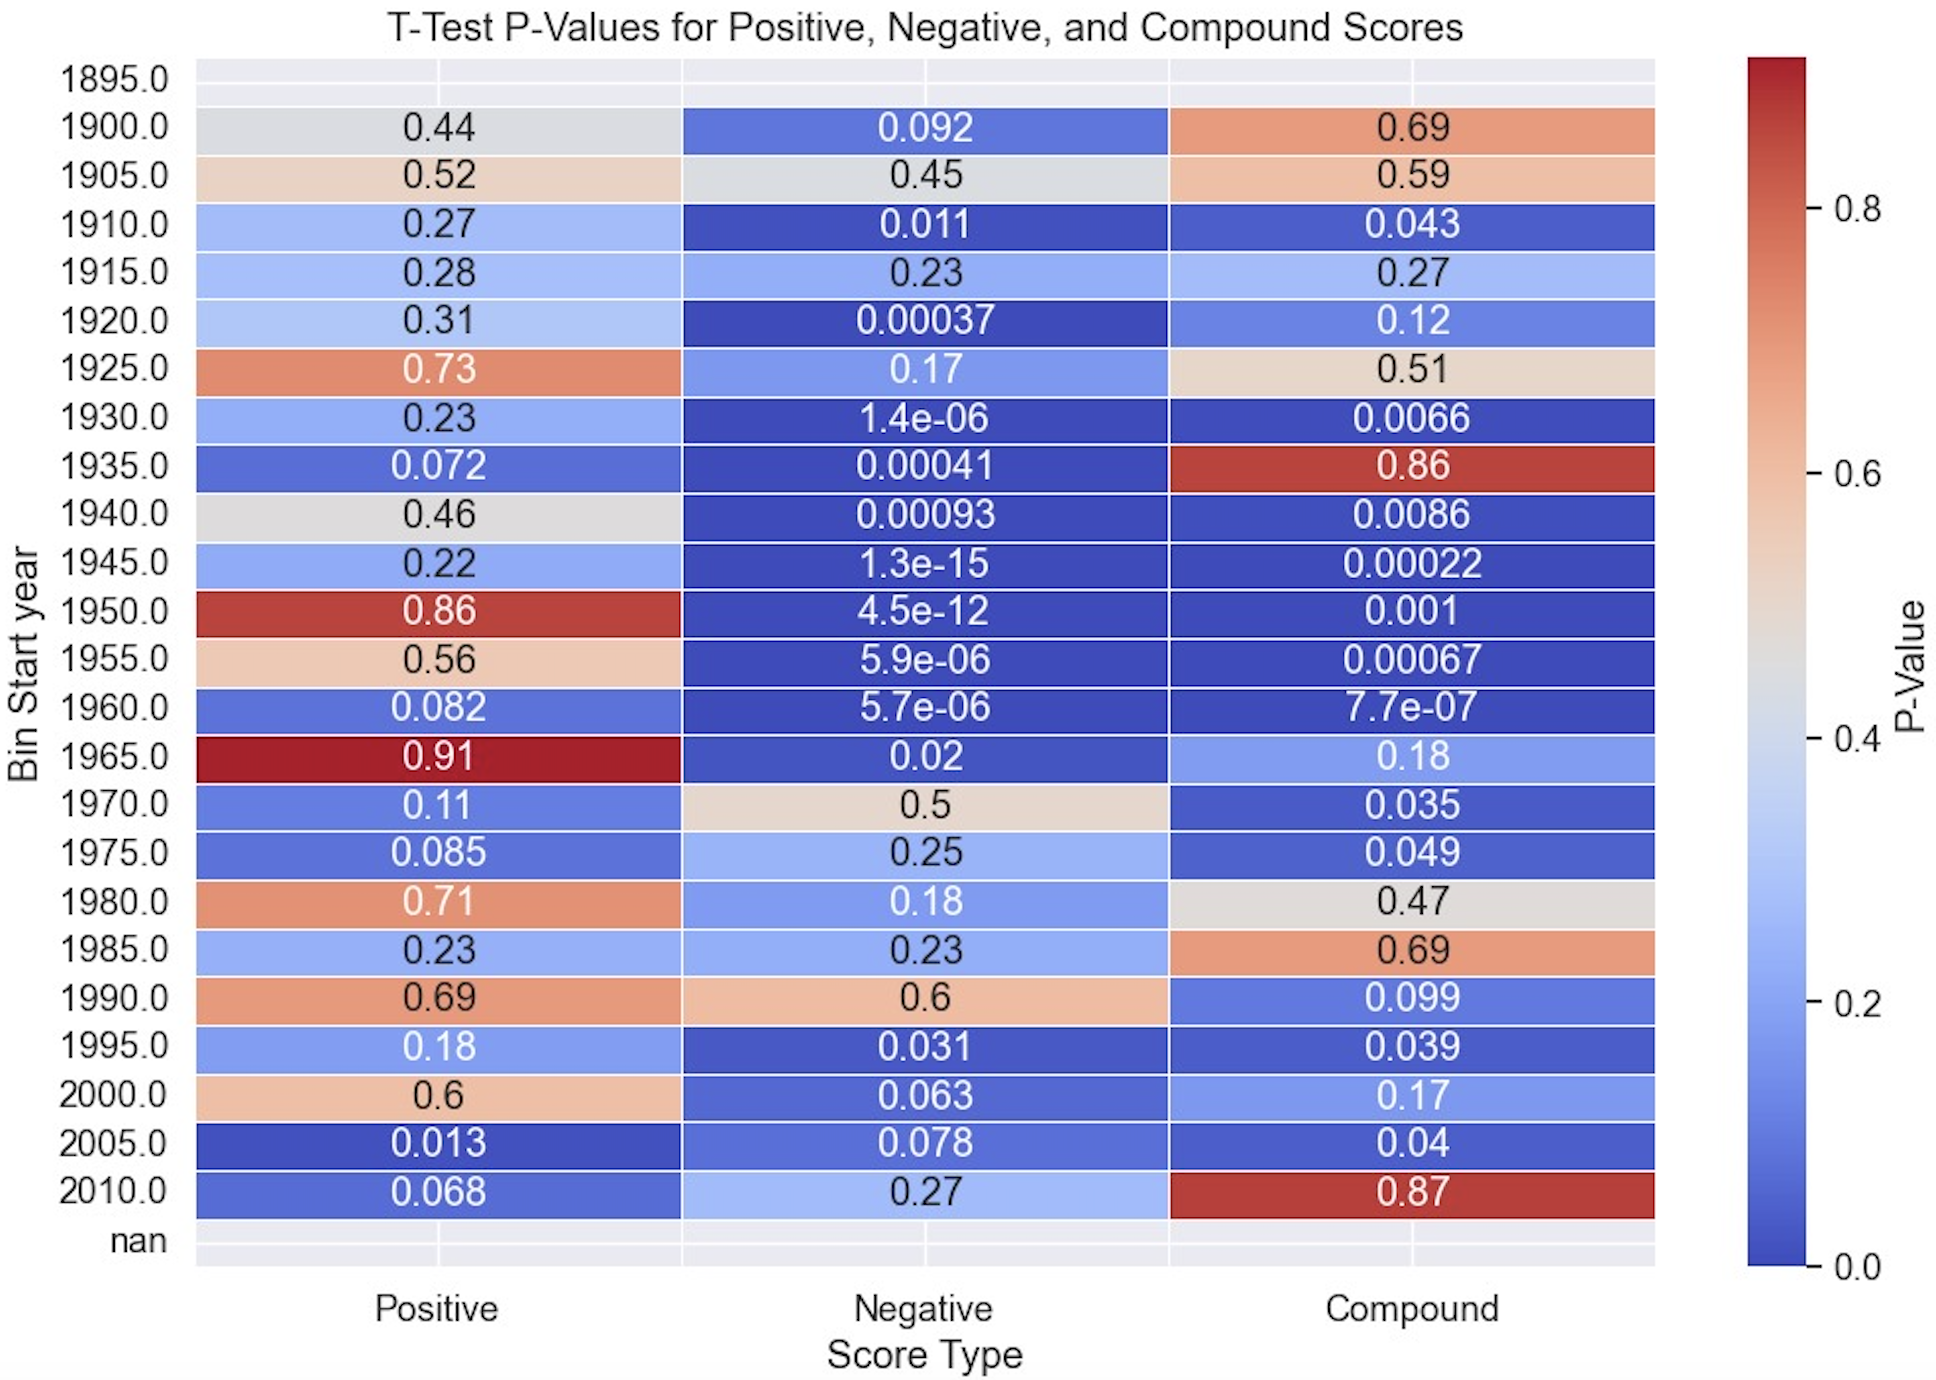 T-Test P-Values for Positive, Negative, and Compound Scores
1895.0
1900.0 0.44 0.092 0.69
1905.0 0.52 0.45 0.59
1910.0 0.27 0.011 0.043
1915.0 0.28 0.23 0.27
1920.0 0.31 0.00037 0.12
1925.0 0.73 0.17 0.51
1930.0 0.23 1.4e-06 0.0066
1935.0 0.072 0.00041 0.86
1940.0 0.46 0.00093 0.0086
1945.0 0.22 1.3e-15 0.00022
1950.0 0.86 4.5e-12 0.001
1955.0 0.56 5.9e-06 0.00067
1960.0 0.082 5.7e-06 7.7e-07
1965.0 0.91 0.02 0.18
1970.0 0.11 0.5 0.035
1975.0 0.085 0.25 0.049
1980.0 0.71 0.18 0.47
1985.0 0.23 0.23 0.69
1990.0 0.69 0.6 0.099
1995.0 0.18 0.031 0.039
2000.0 0.6 0.063 0.17
2005.0 0.013 0.078 0.04
2010.0 0.068 0.27 0.87
nan
Bin Start year
Positive Negative Compound
Score Type
0.8
0.6
0.4
0.2
0.0
P-Value